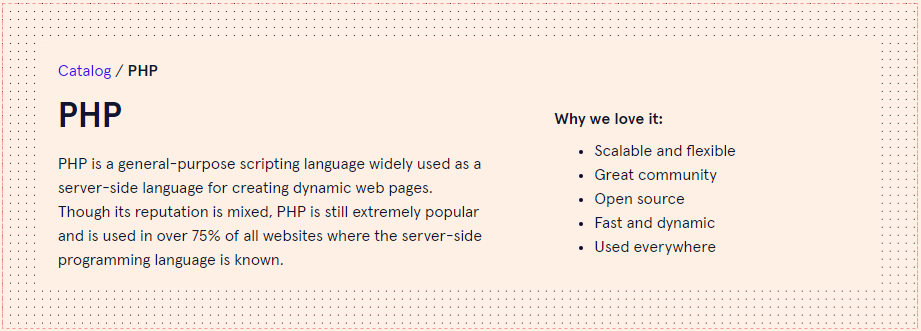 Catalog / PHP
PHP
PHP is a general-purpose scripting language widely used as a
server-side language for creating dynamic web pages.
Though its reputation is mixed, PHP is still extremely popular
and is used in over 75% of all websites where the server-side
programming language is known.
Why we love it:
• Scalable and flexible
• Great community
• Open source
• Fast and dynamic
• Used everywhere